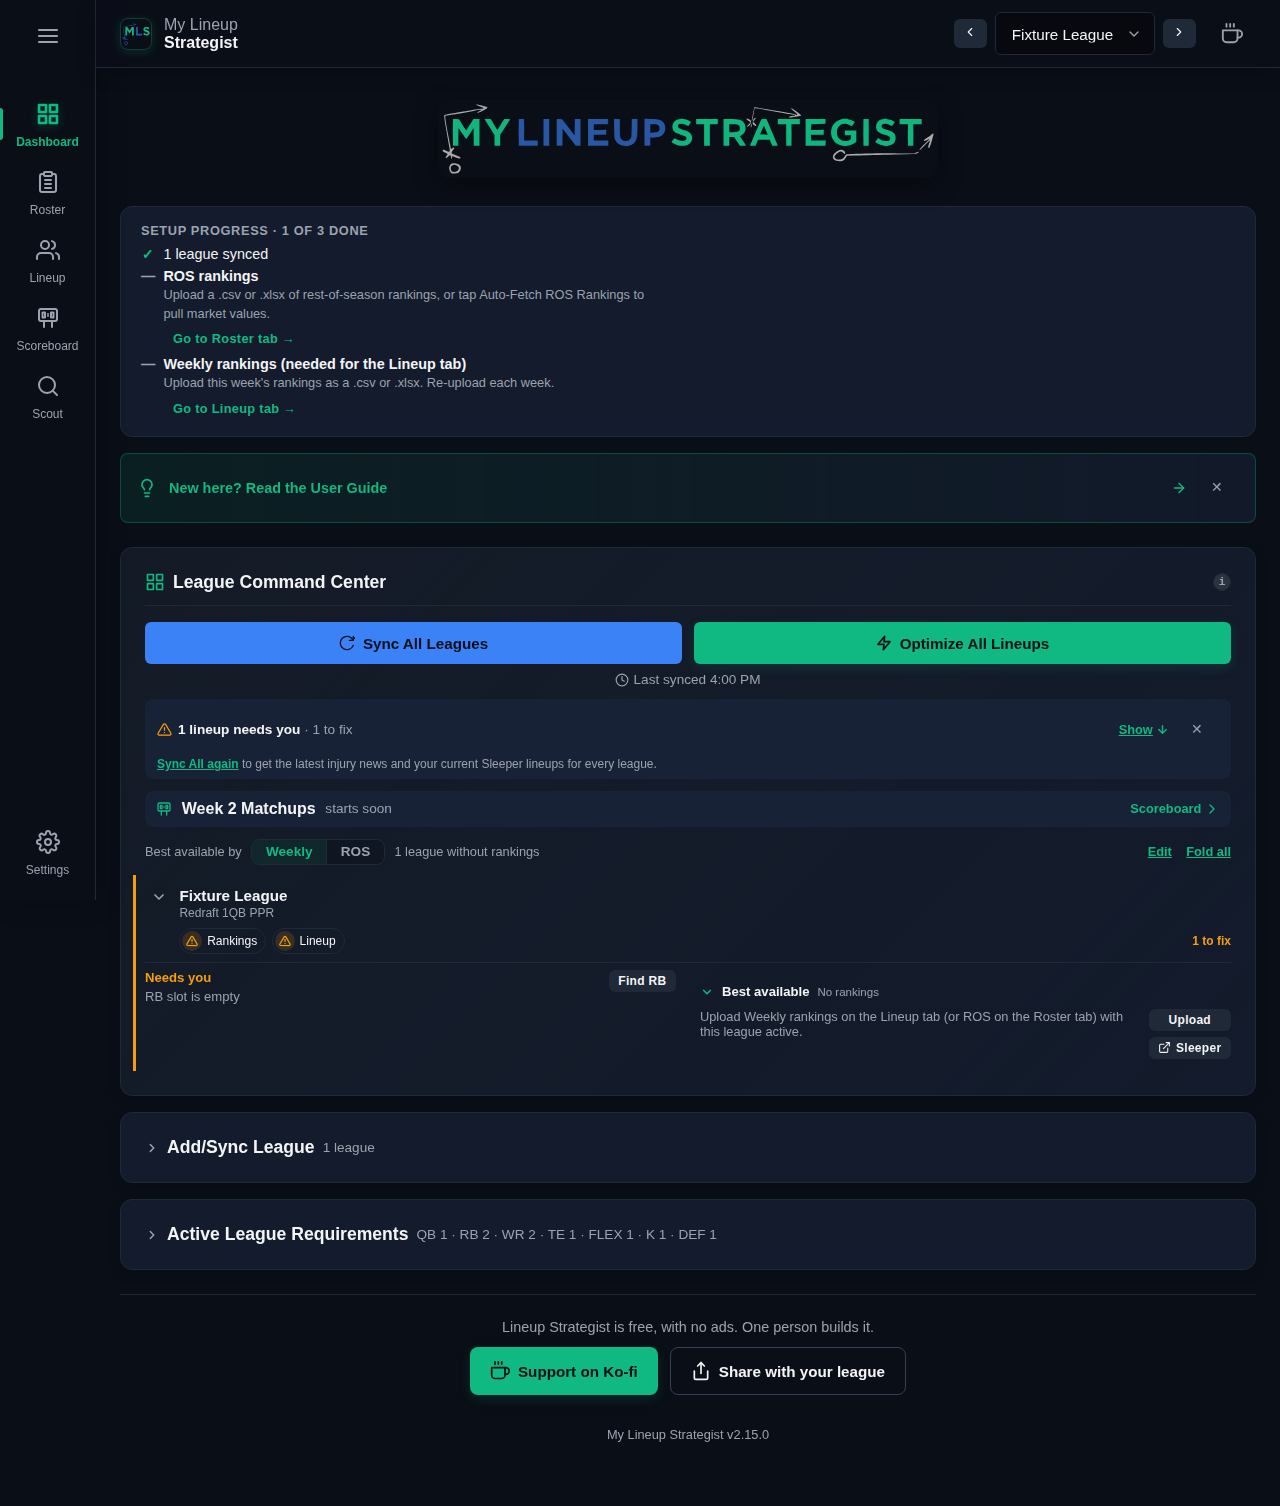 MLS
My Lineup
Strategist
Fixture League
MY LINEUP STRATEGIST
Dashboard
Roster
Lineup
Scoreboard
Scout
Settings
SETUP PROGRESS · 1 OF 3 DONE
✓ 1 league synced
— ROS rankings
Upload a .csv or .xlsx of rest-of-season rankings, or tap Auto-Fetch ROS Rankings to
pull market values.
Go to Roster tab →
— Weekly rankings (needed for the Lineup tab)
Upload this week's rankings as a .csv or .xlsx. Re-upload each week.
Go to Lineup tab →
New here? Read the User Guide → ✕
League Command Center i
Sync All Leagues
Optimize All Lineups
Last synced 4:00 PM
1 lineup needs you · 1 to fix
Show ↓ ✕
Sync All again to get the latest injury news and your current Sleeper lineups for every league.
Week 2 Matchups starts soon
Scoreboard
Best available by Weekly ROS 1 league without rankings
Edit Fold all
Fixture League
Redraft 1QB PPR
Rankings Lineup
1 to fix
Needs you
RB slot is empty
Find RB
Best available No rankings
Upload Weekly rankings on the Lineup tab (or ROS on the Roster tab) with
this league active.
Upload
Sleeper
Add/Sync League 1 league
Active League Requirements QB 1 · RB 2 · WR 2 · TE 1 · FLEX 1 · K 1 · DEF 1
Lineup Strategist is free, with no ads. One person builds it.
Support on Ko-fi
Share with your league
My Lineup Strategist v2.15.0